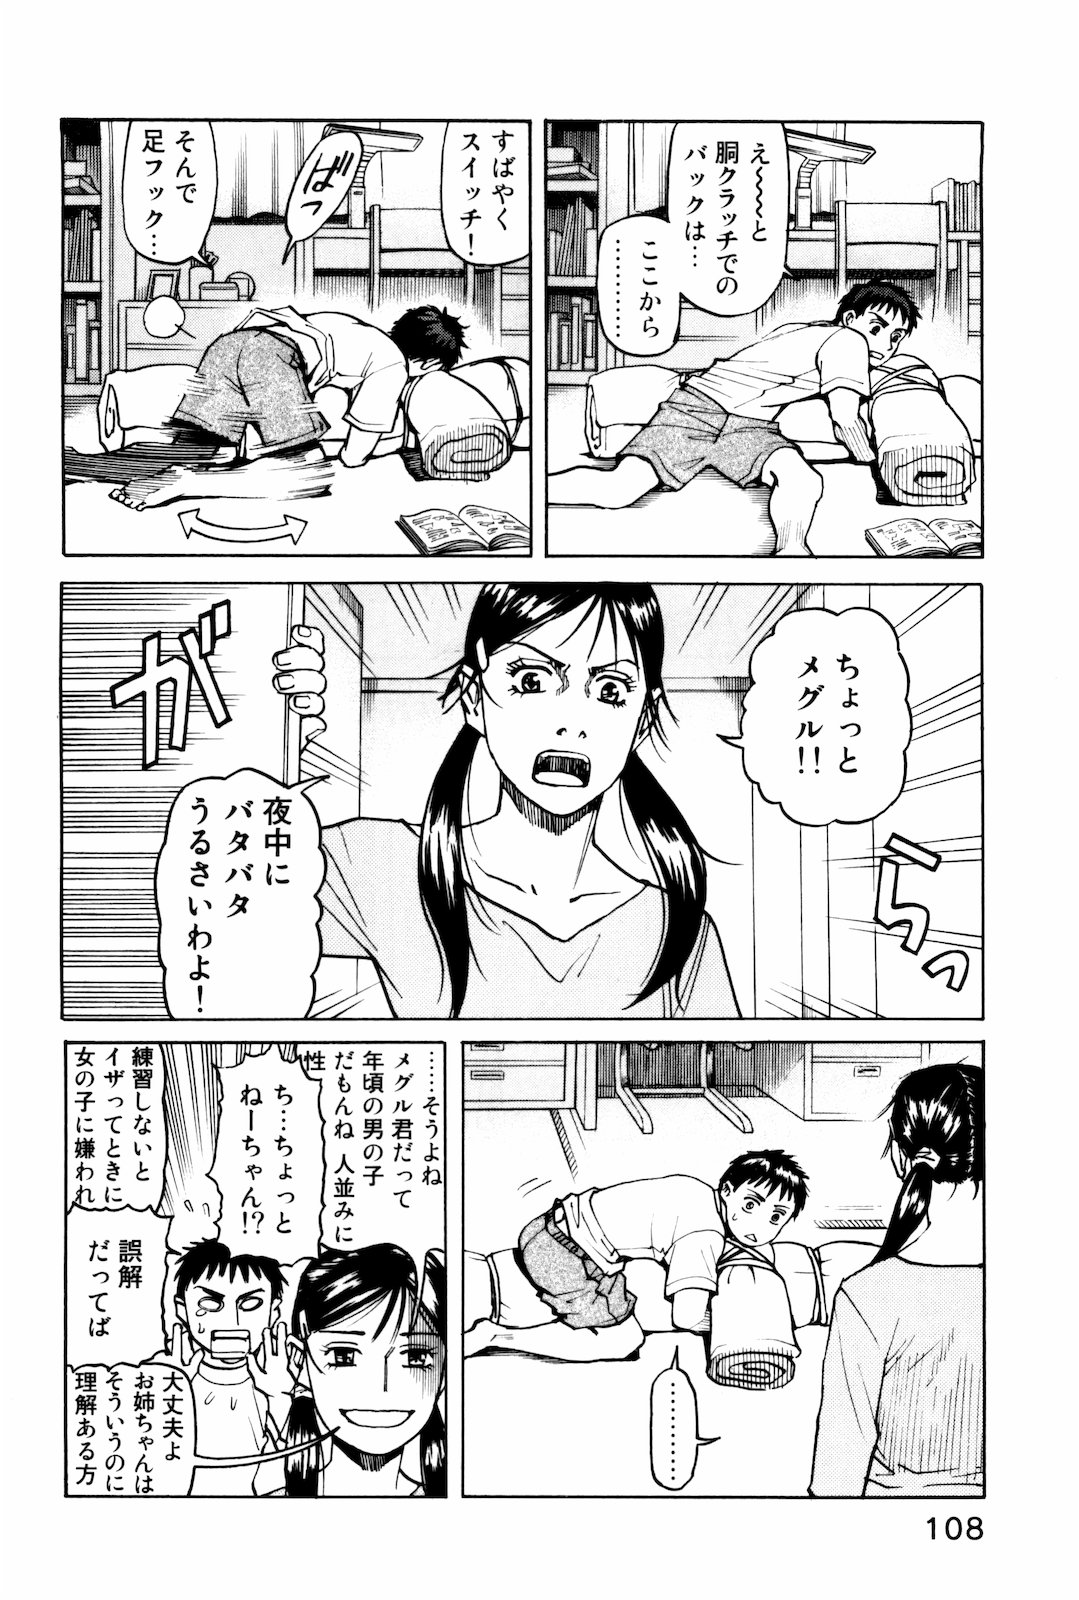 え～～～と
胴クラッチでの
バックは…
ここから
………
すばやく
スイッチ！
ばっ
そんで
足フック…
ちょっと
メグル！！
ガ
らっ
夜中に
バタバタ
うるさいわよ！
………
……そうよね
メグル君だって
年頃の男の子
だもんね 人並みに
性
ち…ちょっと
ねーちゃん！？
練習しないと
イザってときに
女の子に嫌われ
誤解
だってば
大丈夫よ
お姉ちゃんは
そういうのに
理解ある方
108